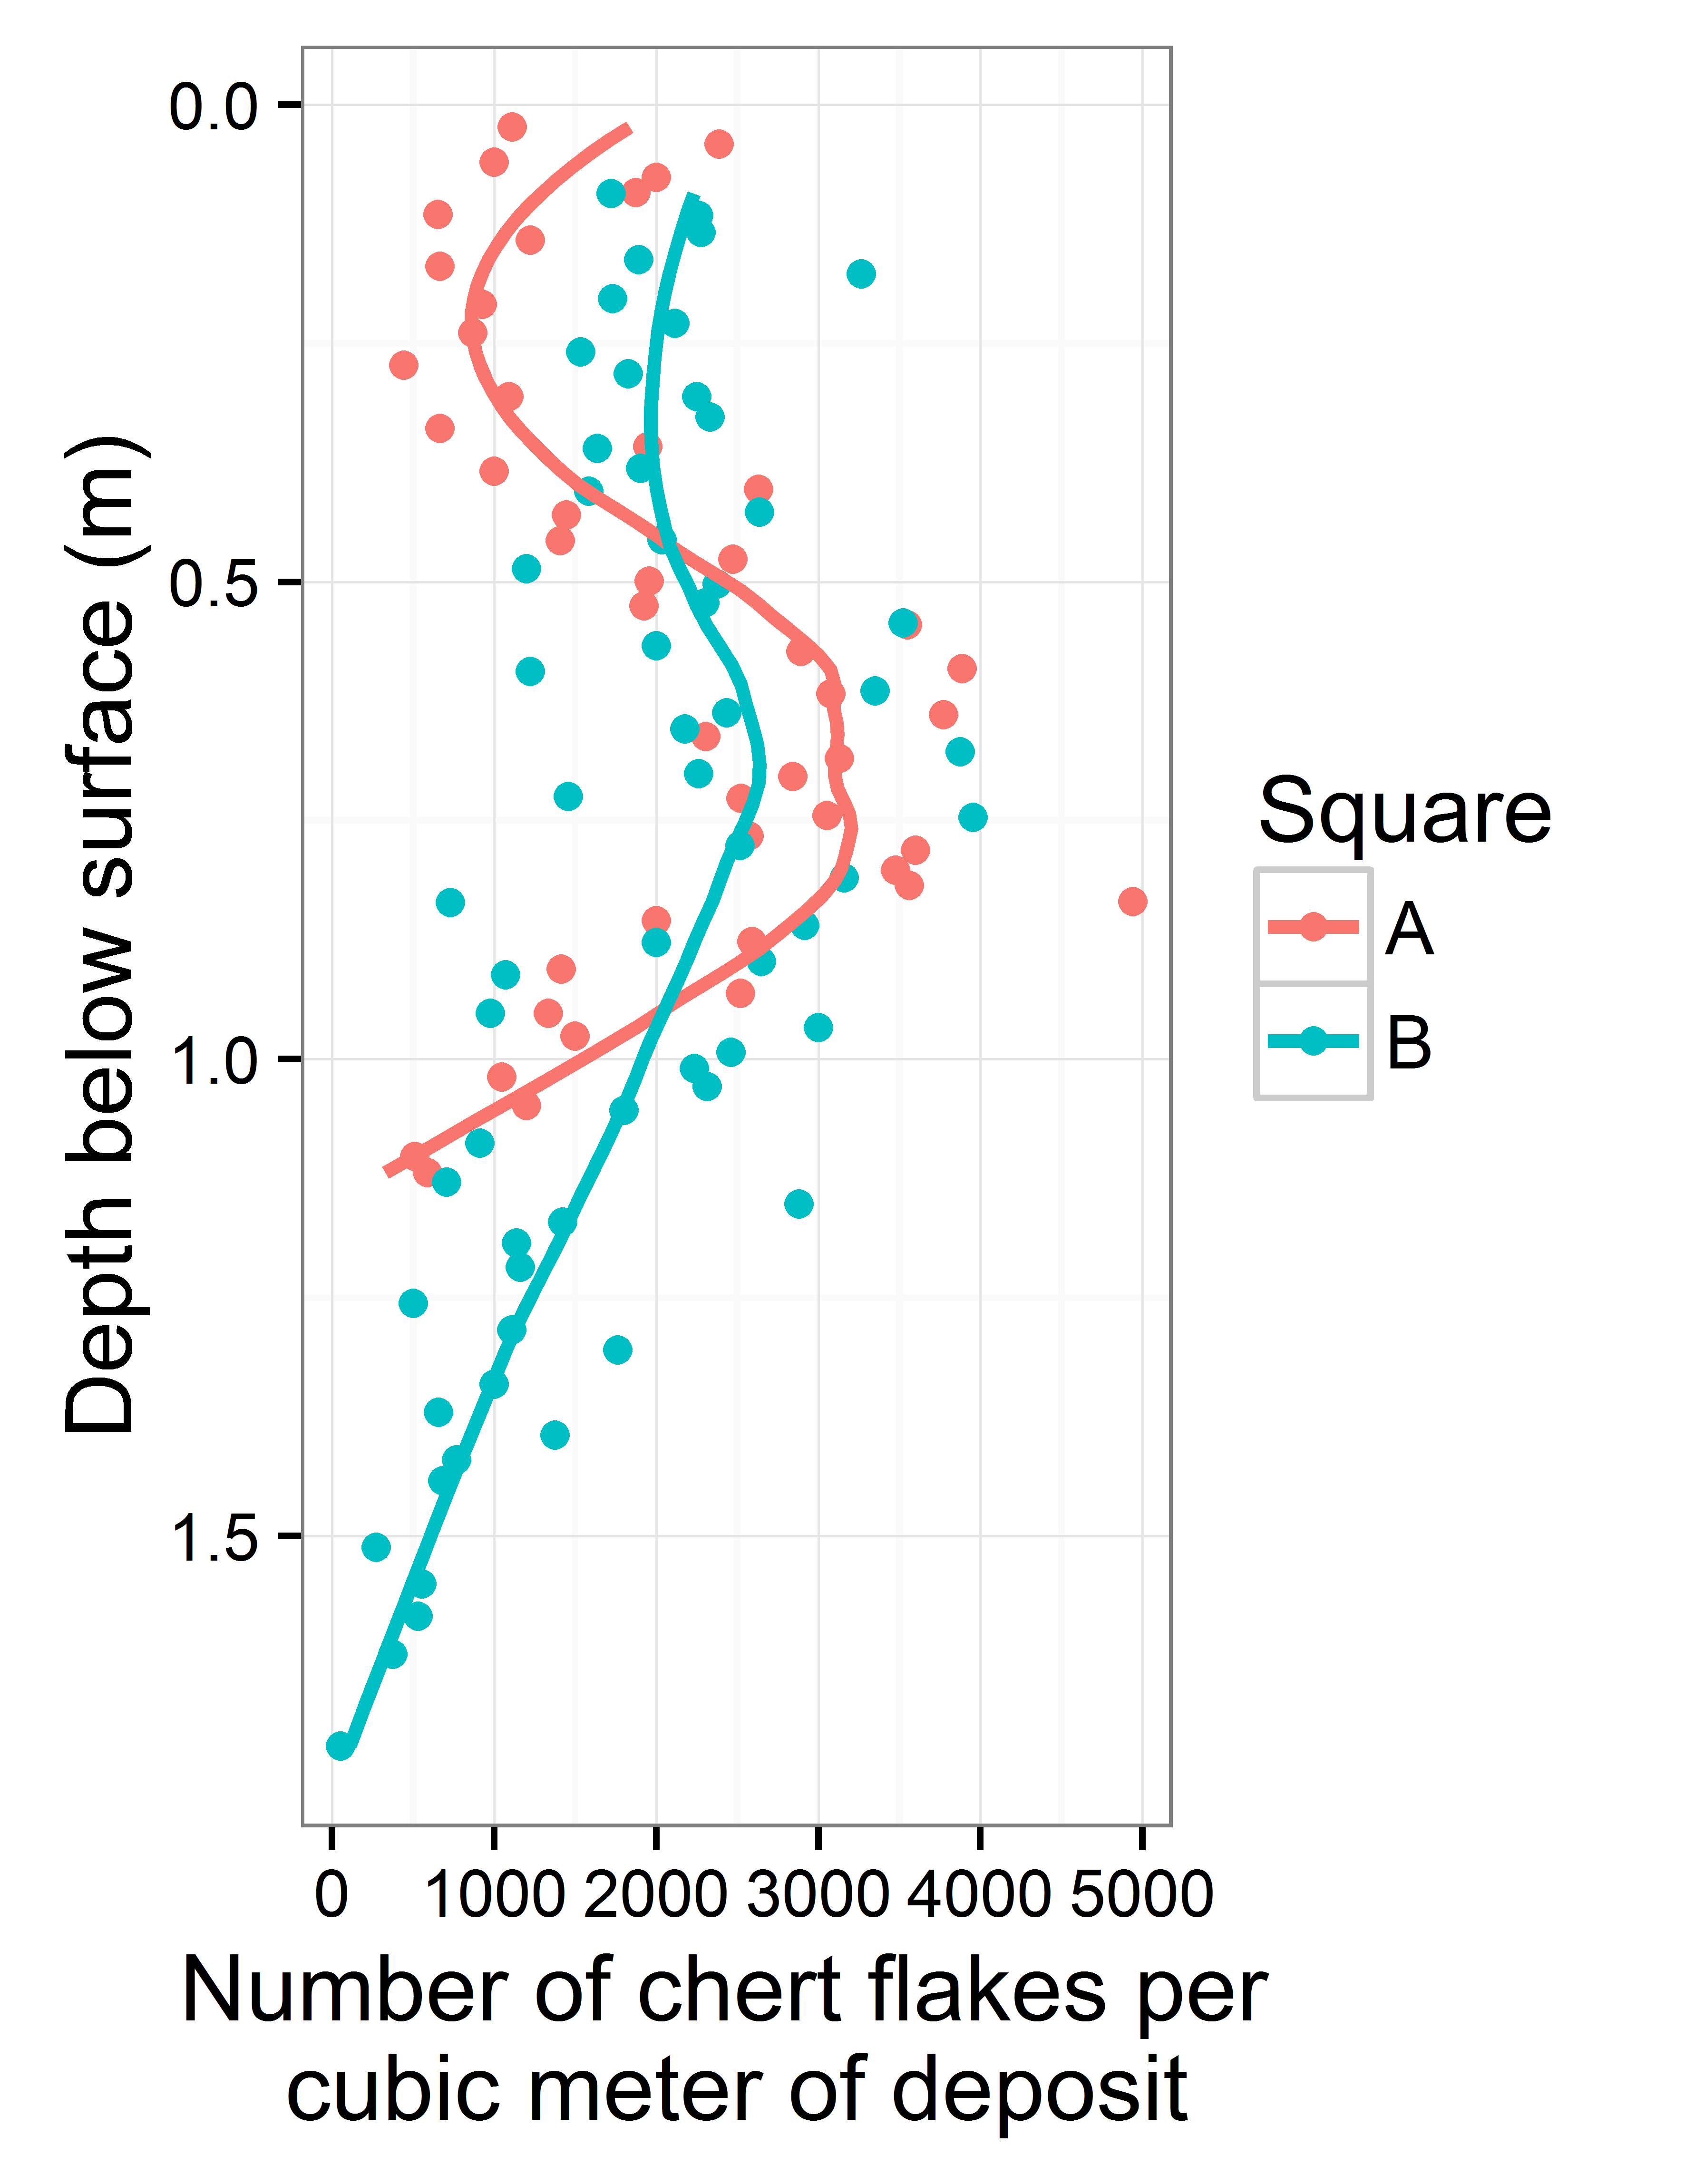 Depth below surface (m)
0.0
0.5
1.0
1.5
0 1000 2000 3000 4000 5000
Number of chert flakes per
cubic meter of deposit
Square
A
B